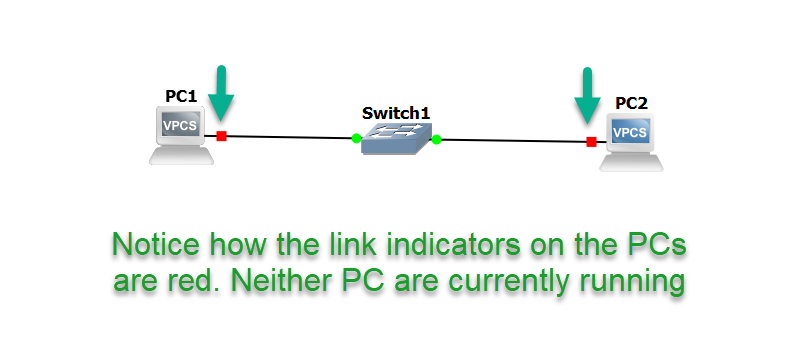 PC1
VPCS
Switch1
PC2
VPCS
Notice how the link indicators on the PCs
are red. Neither PC are currently running